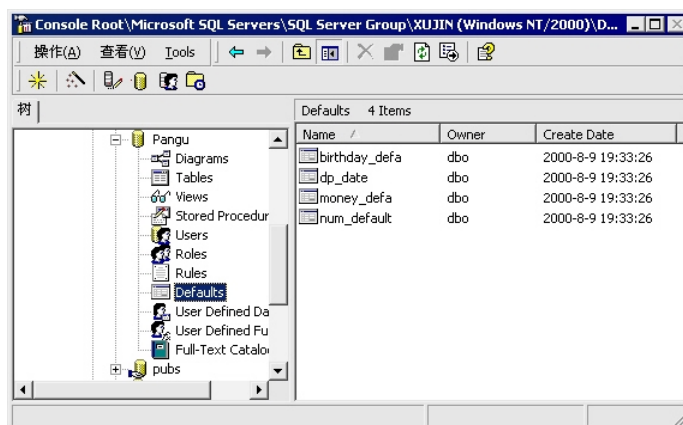 Console Root\Microsoft SQL Servers\SQL Server Group\XUJIN (Windows NT/2000)\D...
操作(A) 查看(V) Tools
树
Defaults 4 Items
Name Owner Create Date
Pangu
Diagrams
Tables
Views
Stored Procedur
Users
Roles
Rules
Defaults
User Defined Da
User Defined Fu
Full-Text Catalo
pubs
birthday_defa dbo 2000-8-9 19:33:26
dp_date dbo 2000-8-9 19:33:26
money_defa dbo 2000-8-9 19:33:26
num_default dbo 2000-8-9 19:33:26